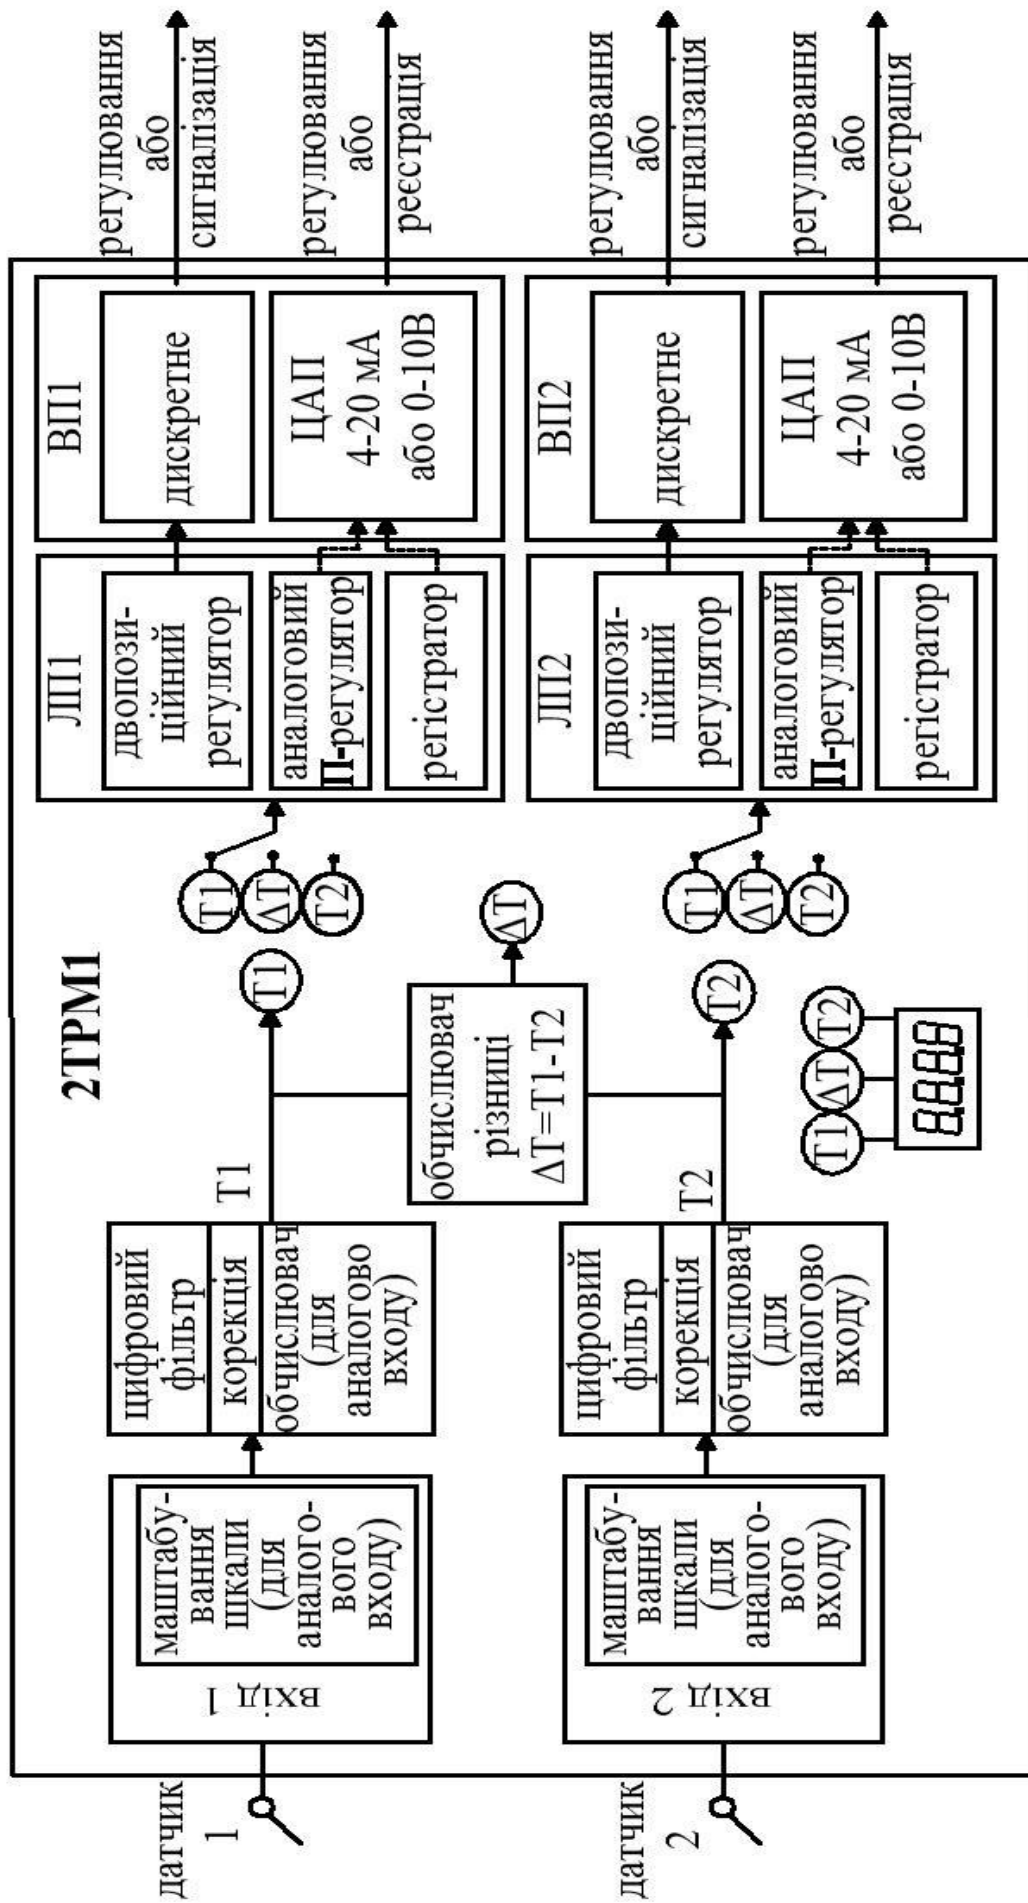 2ТРМ1
датчик
1
вхід 1
маштабу-
вання
шкали
(для
аналого-
вого
входу)
цифровий
фільтр
корекція
обчислювач
(для
аналогово
входу)
T1
T1
T1
ΔT
T2
ЛП1
двопози-
ційний
регулятор
аналоговий
П-регулятор
регістратор
ВП1
дискретне
ЦАП
4-20 мА
або 0-10В
регулювання
або
сигналізація
регулювання
або
реєстрація
обчислювач
різниці
ΔT=T1-T2
ΔT
датчик
2
вхід 2
маштабу-
вання
шкали
(для
аналого-
вого
входу)
цифровий
фільтр
корекція
обчислювач
(для
аналогово
входу)
T2
T2
T1
ΔT
T2
ЛП2
двопози-
ційний
регулятор
аналоговий
П-регулятор
регістратор
ВП2
дискретне
ЦАП
4-20 мА
або 0-10В
регулювання
або
сигналізація
регулювання
або
реєстрація
T1 ΔT T2
8.8.8.8